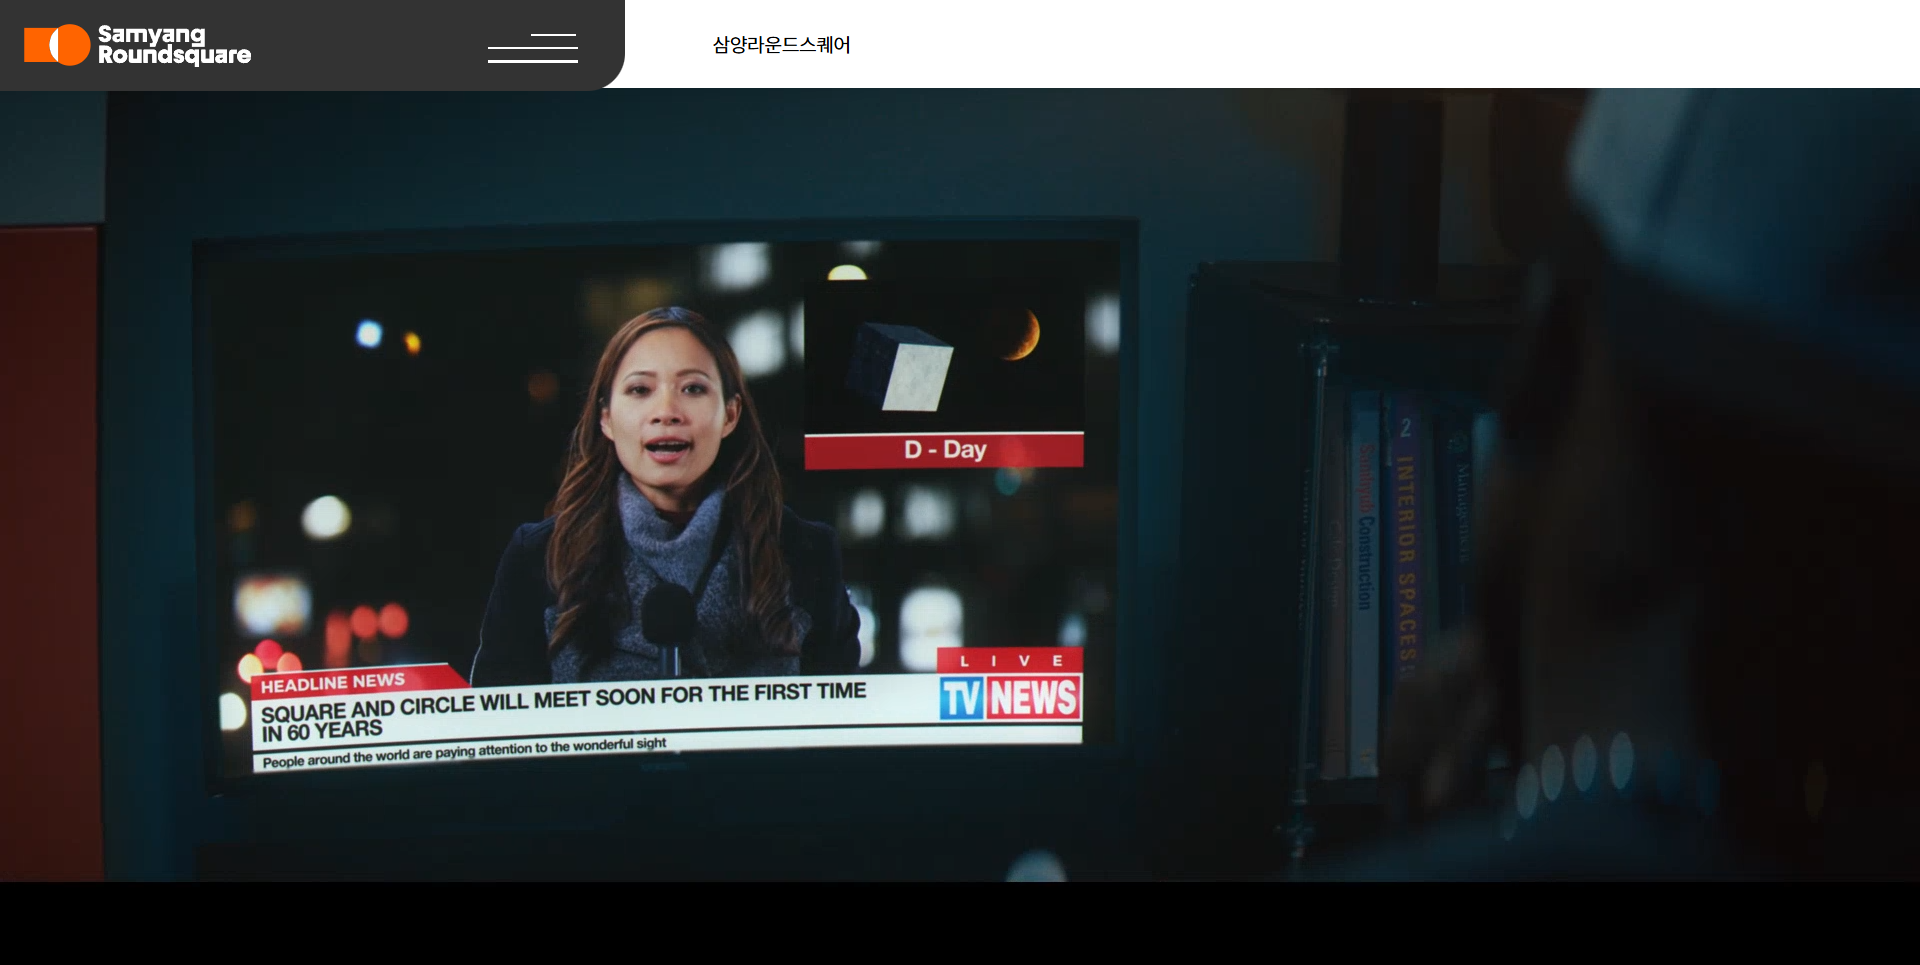 Samyang
Roundsquare
삼양라운드스퀘어
D - Day
HEADLINE NEWS
SQUARE AND CIRCLE WILL MEET SOON FOR THE FIRST TIME
IN 60 YEARS
People around the world are paying attention to the wonderful sight
LIVE
TV NEWS
Construction
2 INTERIOR SPACES
Management